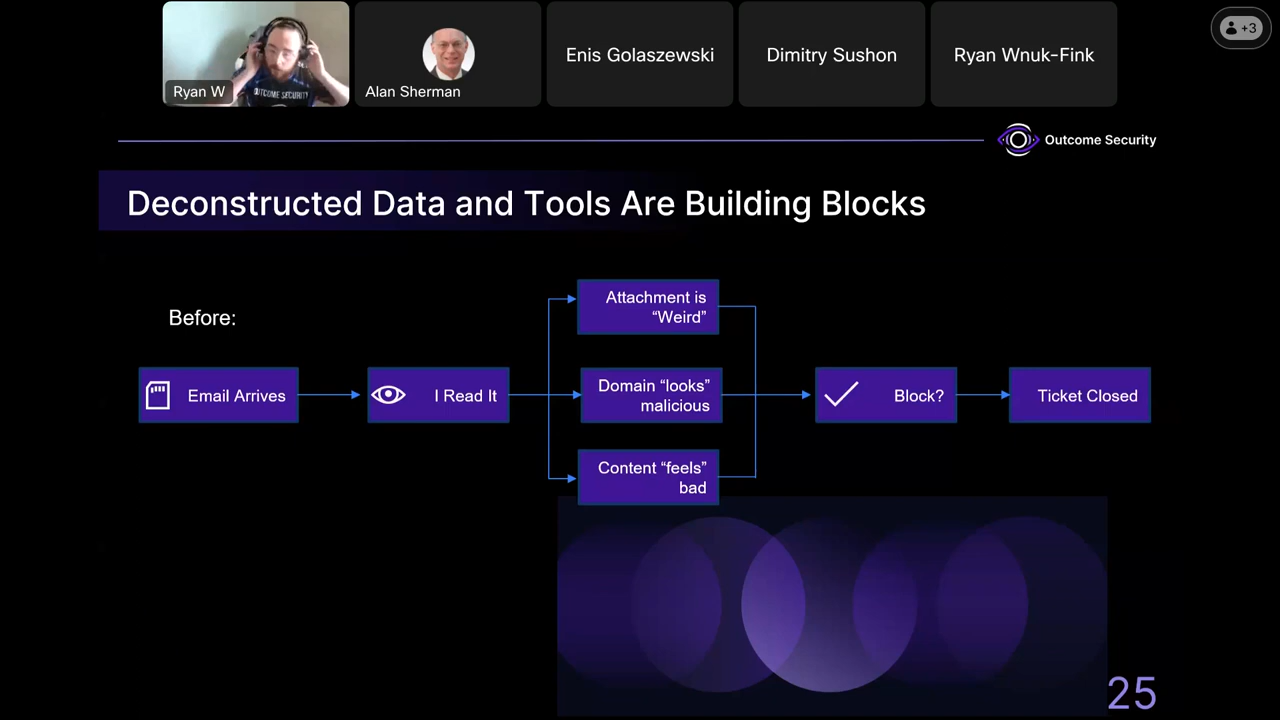 Ryan W
Alan Sherman
Enis Golaszewski
Dimitry Sushon
Ryan Wnuk-Fink
+3
OUTCOME SECURITY
Outcome Security
Deconstructed Data and Tools Are Building Blocks
Before:
Email Arrives
I Read It
Attachment is
“Weird”
Domain “looks”
malicious
Content “feels”
bad
Block?
Ticket Closed
25